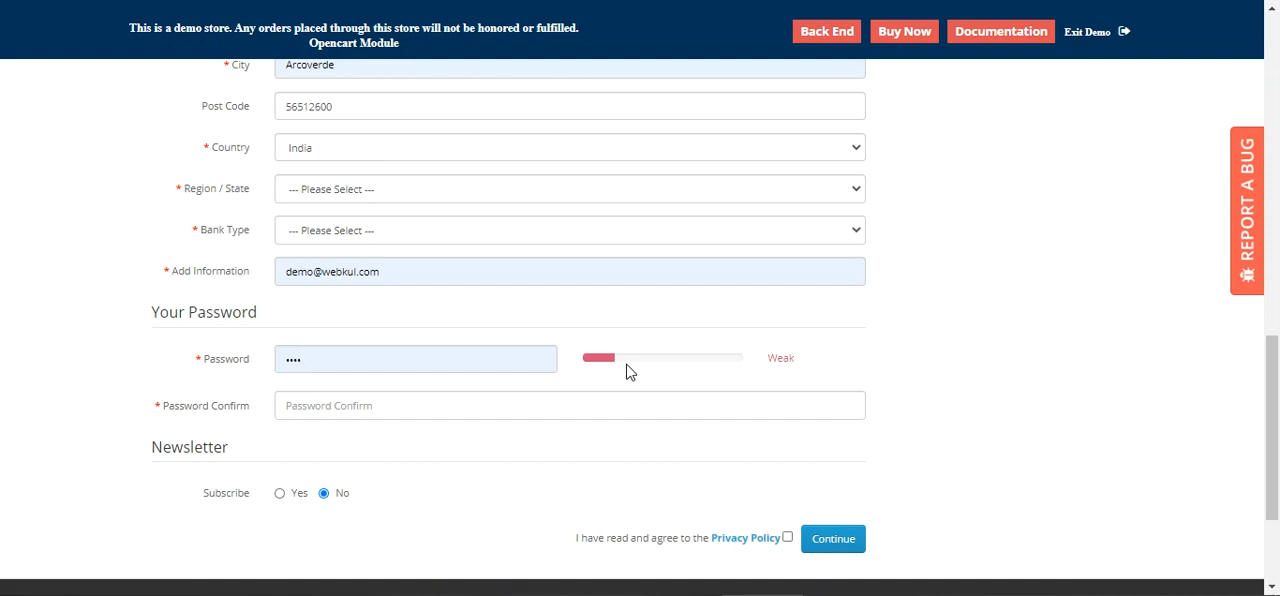 This is a demo store. Any orders placed through this store will not be honored or fulfilled.
Opencart Module
Back End
Buy Now
Documentation
Exit Demo
* City
Arcoverde
Post Code
56512600
* Country
India
* Region / State
--- Please Select ---
* Bank Type
--- Please Select ---
* Add Information
demo@webkul.com
Your Password
* Password
••••
Weak
* Password Confirm
Password Confirm
Newsletter
Subscribe
Yes
No
I have read and agree to the Privacy Policy
Continue
REPORT A BUG